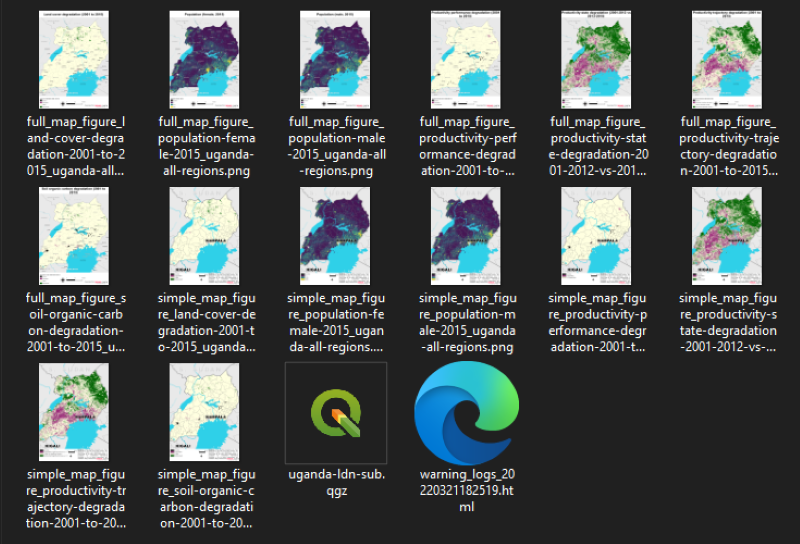 full_map_figure_l
and-cover-degra
dation-2001-to-2
015_uganda-all...
full_map_figure_
population-fema
le-2015_uganda-
all-regions.png
full_map_figure_
population-male
-2015_uganda-all
-regions.png
full_map_figure_
productivity-perf
ormance-degrad
ation-2001-to-...
full_map_figure_
productivity-stat
e-degradation-20
01-2012-vs-201...
full_map_figure_
productivity-traje
ctory-degradatio
n-2001-to-2015...
full_map_figure_s
oil-organic-carb
on-degradation-
2001-to-2015_u...
simple_map_figu
re_land-cover-de
gradation-2001-t
o-2015_uganda...
simple_map_figu
re_population-fe
male-2015_ugan
da-all-regions....
simple_map_figu
re_population-m
ale-2015_uganda
-all-regions.png
simple_map_figu
re_productivity-p
erformance-degr
adation-2001-t...
simple_map_figu
re_productivity-s
tate-degradation
-2001-2012-vs-...
simple_map_figu
re_productivity-tr
ajectory-degrada
tion-2001-to-20...
simple_map_figu
re_soil-organic-c
arbon-degradati
on-2001-to-20...
uganda-ldn-sub.
qgz
warning_logs_20
220321182519.ht
ml